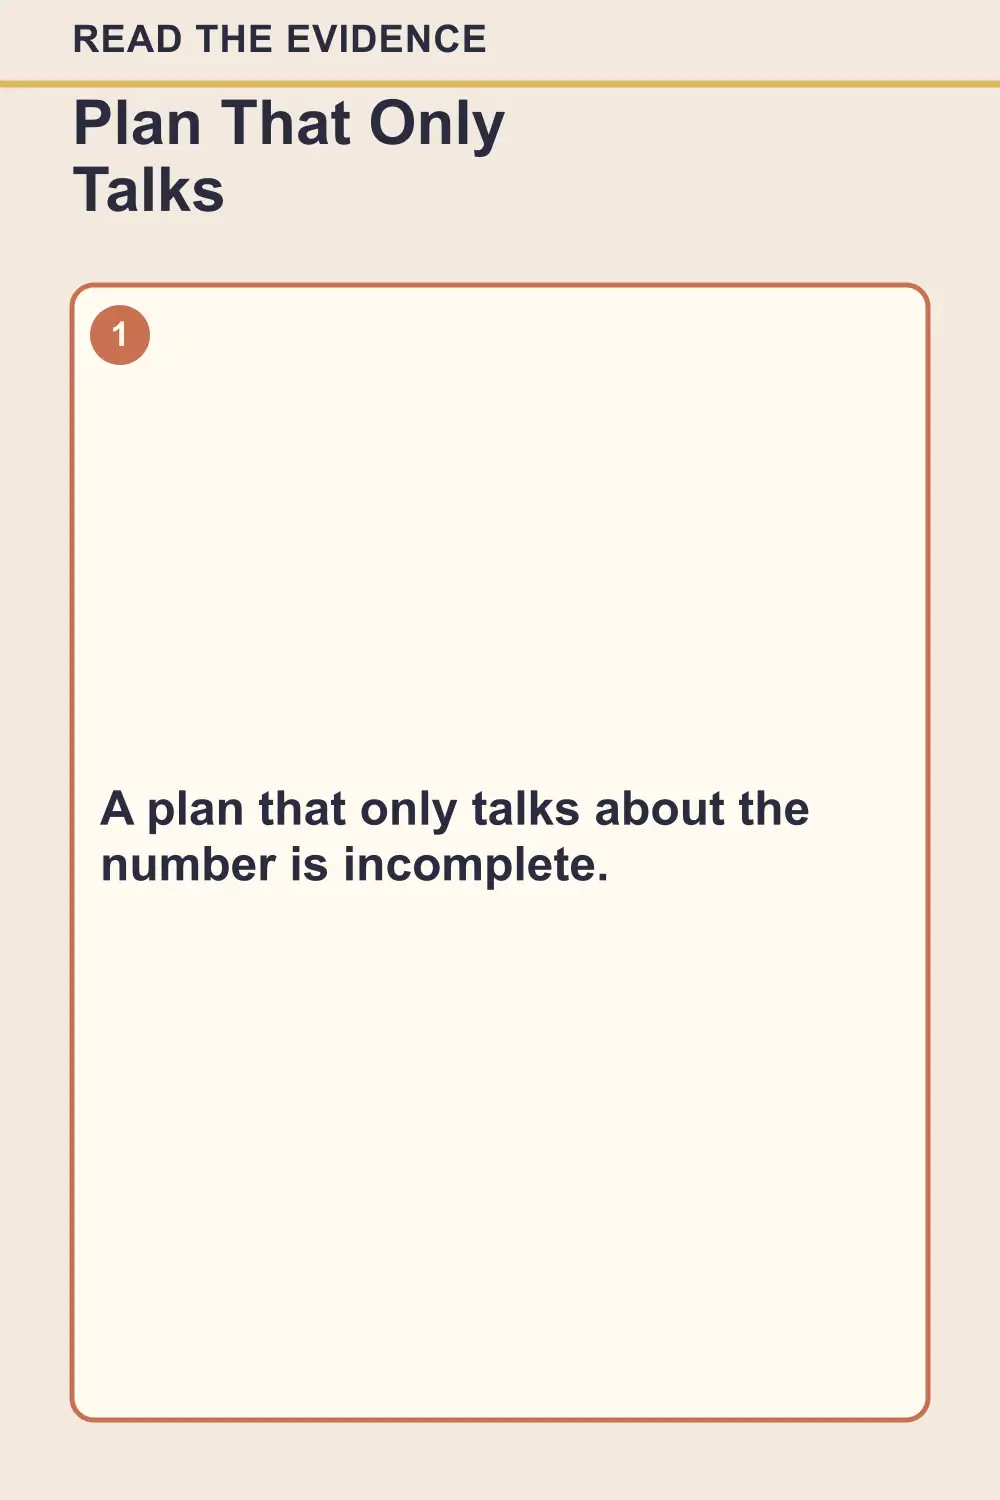 READ THE EVIDENCE
Plan That Only
Talks
1
A plan that only talks about the
number is incomplete.